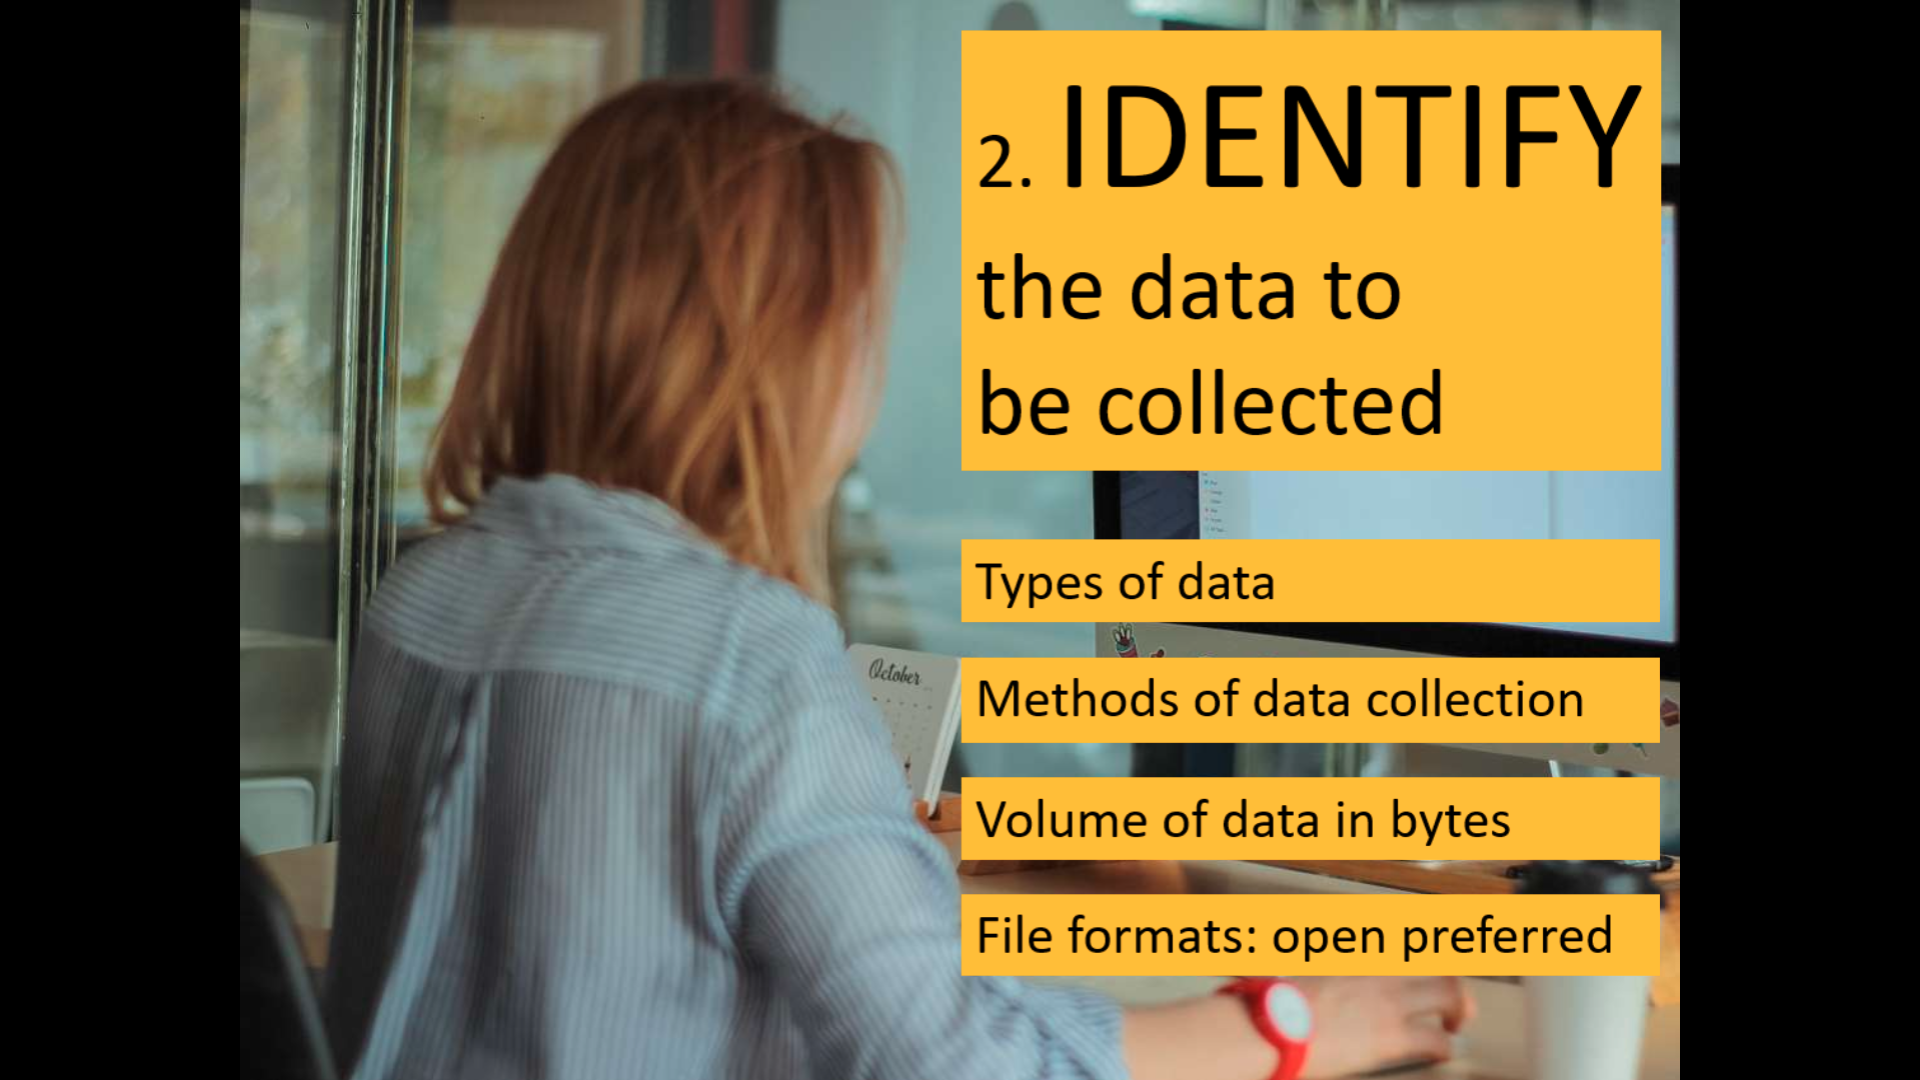 2. IDENTIFY
the data to
be collected
Types of data
October
Methods of data collection
Volume of data in bytes
File formats: open preferred